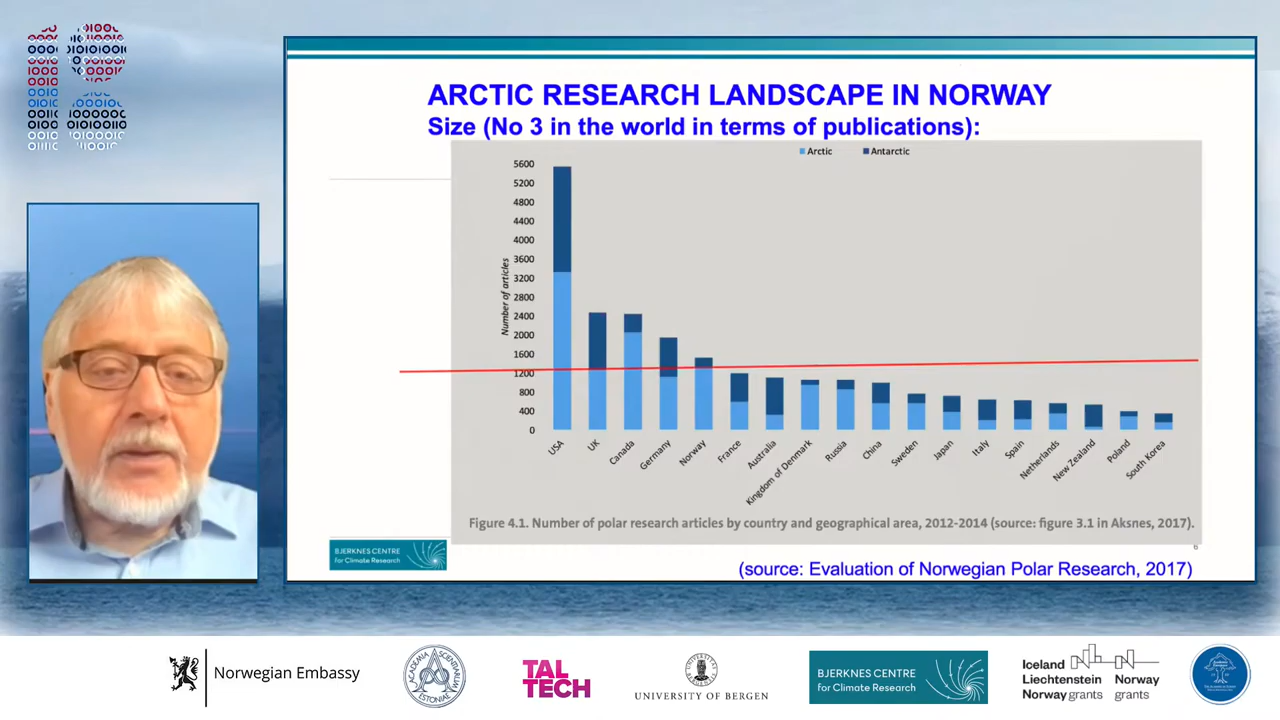 ARCTIC RESEARCH LANDSCAPE IN NORWAY
Size (No 3 in the world in terms of publications):
Arctic Antarctic
Number of articles
5600
5200
4800
4400
4000
3600
3200
2800
2400
2000
1600
1200
800
400
0
USA
UK
Canada
Germany
Norway
France
Australia
Kingdom of Denmark
Russia
China
Sweden
Japan
Italy
Spain
Netherlands
New Zealand
Poland
South Korea
Figure 4.1. Number of polar research articles by country and geographical area, 2012-2014 (source: figure 3.1 in Aksnes, 2017).
6
BJERKNES CENTRE
for Climate Research
(source: Evaluation of Norwegian Polar Research, 2017)
Norwegian Embassy
ACADEMIA SCIENTIARUM ESTONIAE
TAL
TECH
UNIVERSITY OF BERGEN
BJERKNES CENTRE
for Climate Research
Iceland
Liechtenstein
Norway grants
Norway
grants